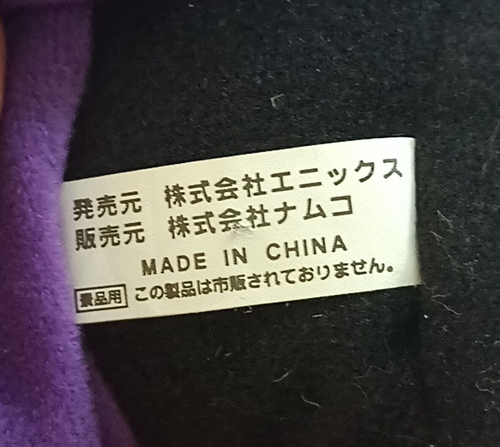 発売元 株式会社エニックス
販売元 株式会社ナムコ
MADE IN CHINA
景品用 この製品は市販されておりません。